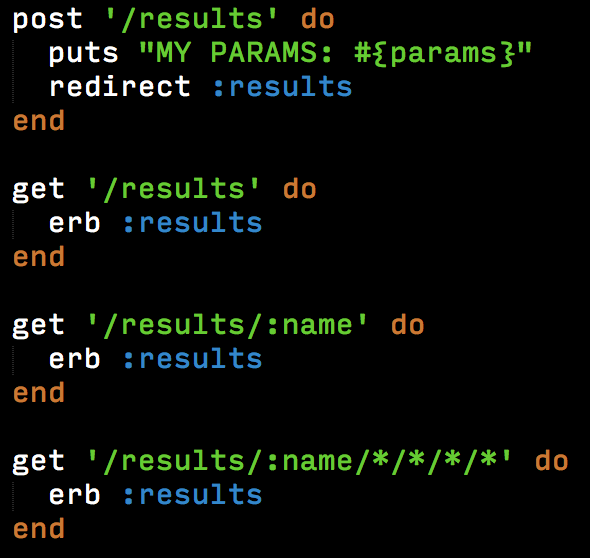 post '/results' do
  puts "MY PARAMS: #{params}"
  redirect :results
end

get '/results' do
  erb :results
end

get '/results/:name' do
  erb :results
end

get '/results/:name/*/*/*/*' do
  erb :results
end